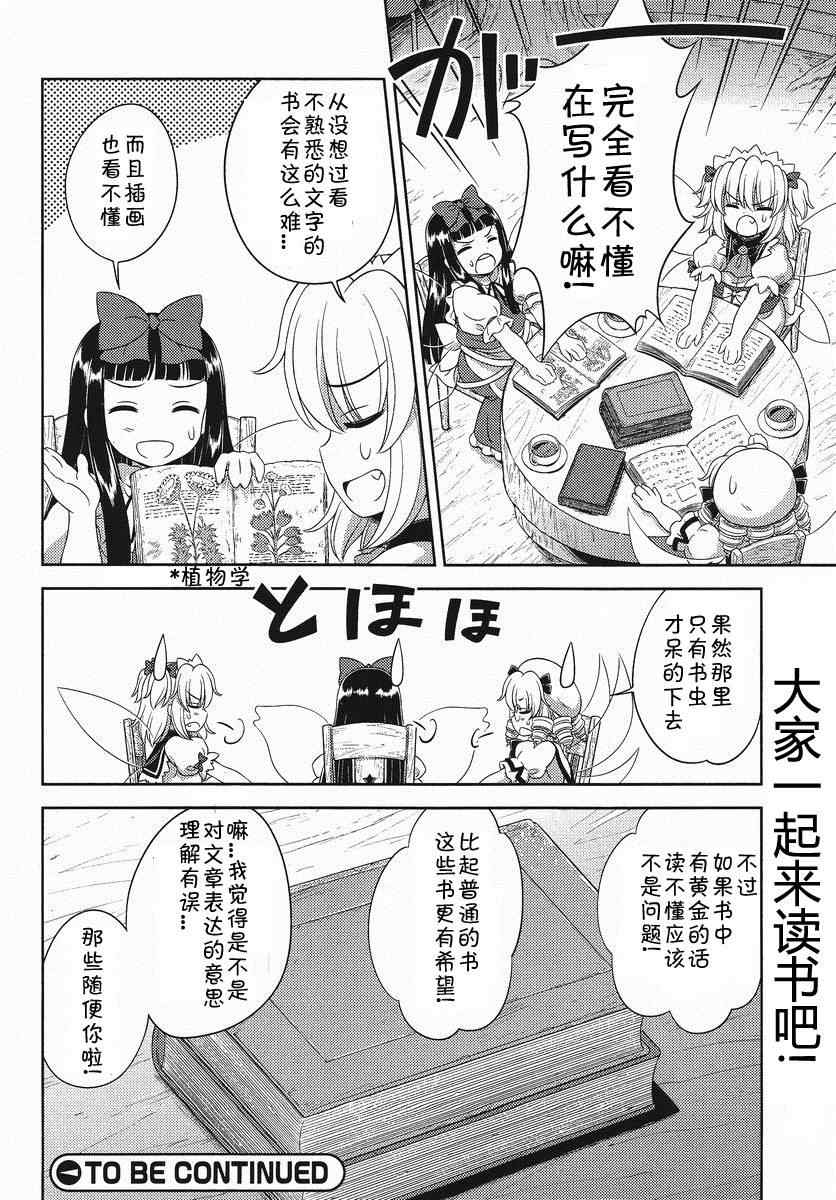 がーーーん
完全看不懂
在写什么嘛!
从没想过看
不熟悉的文字的
书会有这么难…
而且插画
也看不懂
*植物学
とほほ
果然那里
只有书虫
才呆的下去
大家一起来读书吧!
不过
如果书中
有黄金的话
读不懂应该
不是问题!
比起普通的书
这些书更有希望!
嘛…我觉得是不是
对文章表达的意思
理解有误…
那些随便你啦!
TO BE CONTINUED